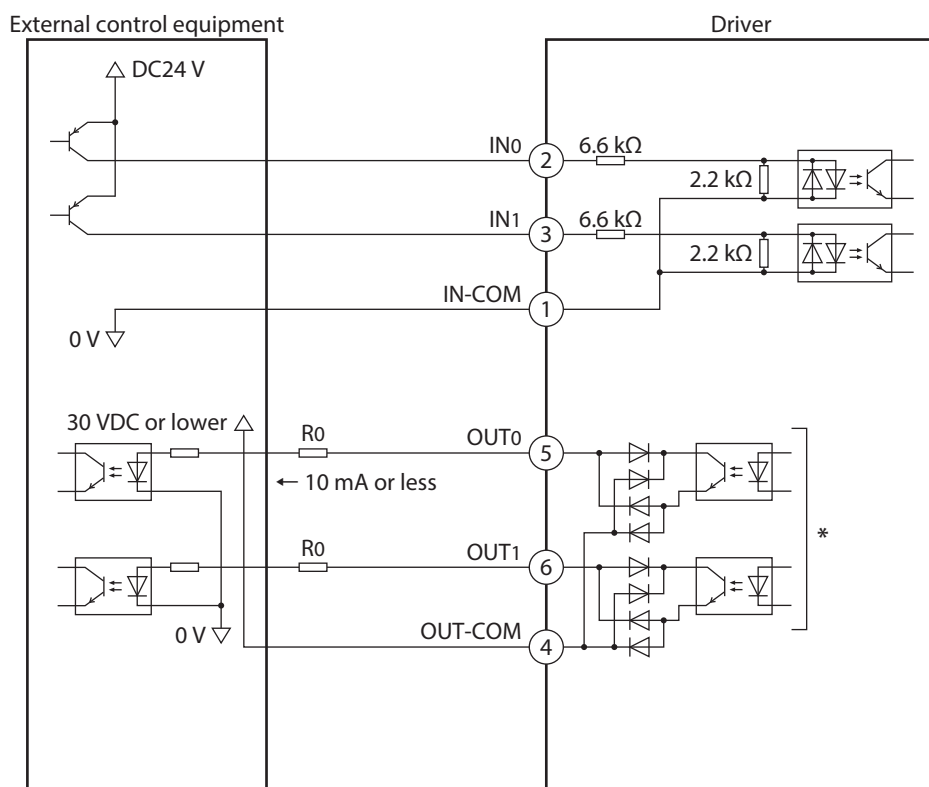 External control equipment
Driver
DC24 V
IN0
2
6.6 kΩ
2.2 kΩ
IN1
3
6.6 kΩ
2.2 kΩ
IN-COM
1
0 V
30 VDC or lower
R0
OUT0
5
10 mA or less
*
R0
OUT1
6
0 V
OUT-COM
4